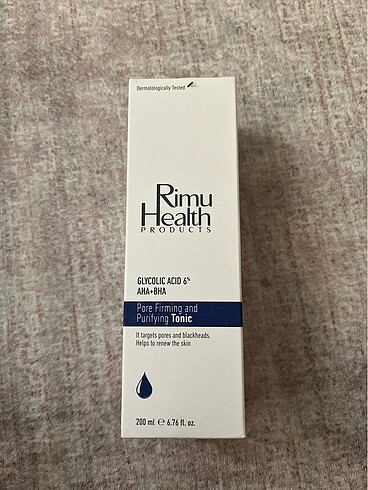 Dermatologically Tested
Rimu
Health
PRODUCTS
GLYCOLIC ACID 6%
AHA+BHA
Pore Firming and
Purifying Tonic
It targets pores and blackheads.
Helps to renew the skin
200 ml ℮ 6.76 fl. oz.